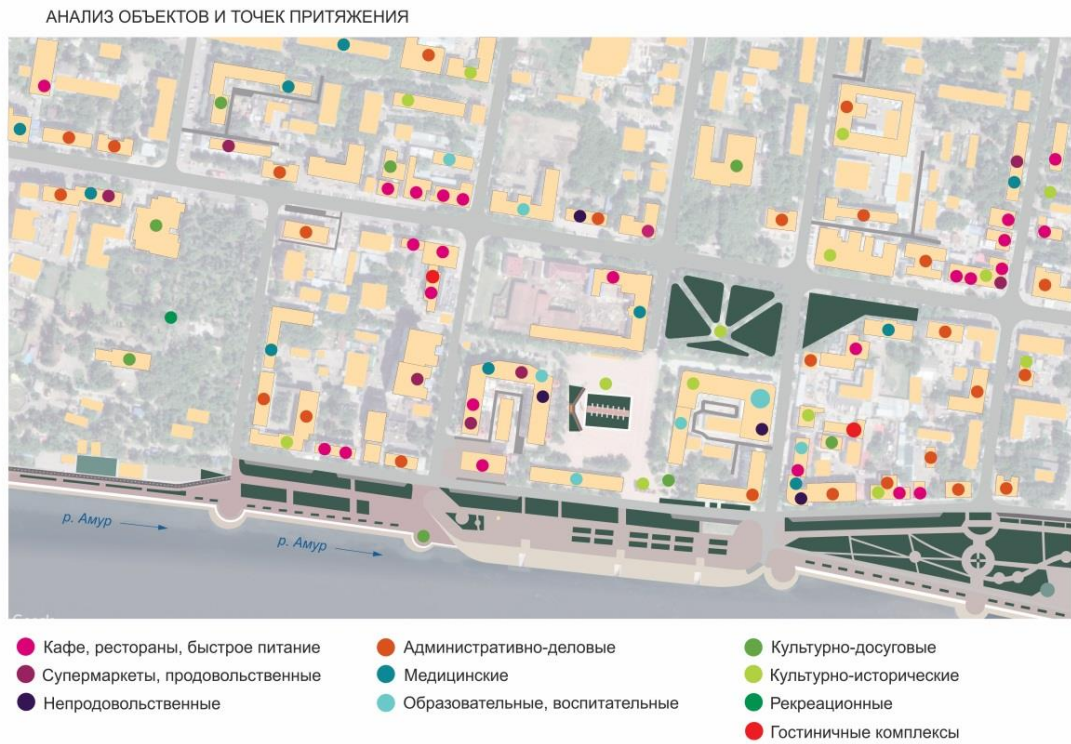 АНАЛИЗ ОБЪЕКТОВ И ТОЧЕК ПРИТЯЖЕНИЯ
р. Амур
р. Амур
Кафе, рестораны, быстрое питание
Супермаркеты, продовольственные
Непродовольственные
Административно-деловые
Медицинские
Образовательные, воспитательные
Культурно-досуговые
Культурно-исторические
Рекреационные
Гостиничные комплексы